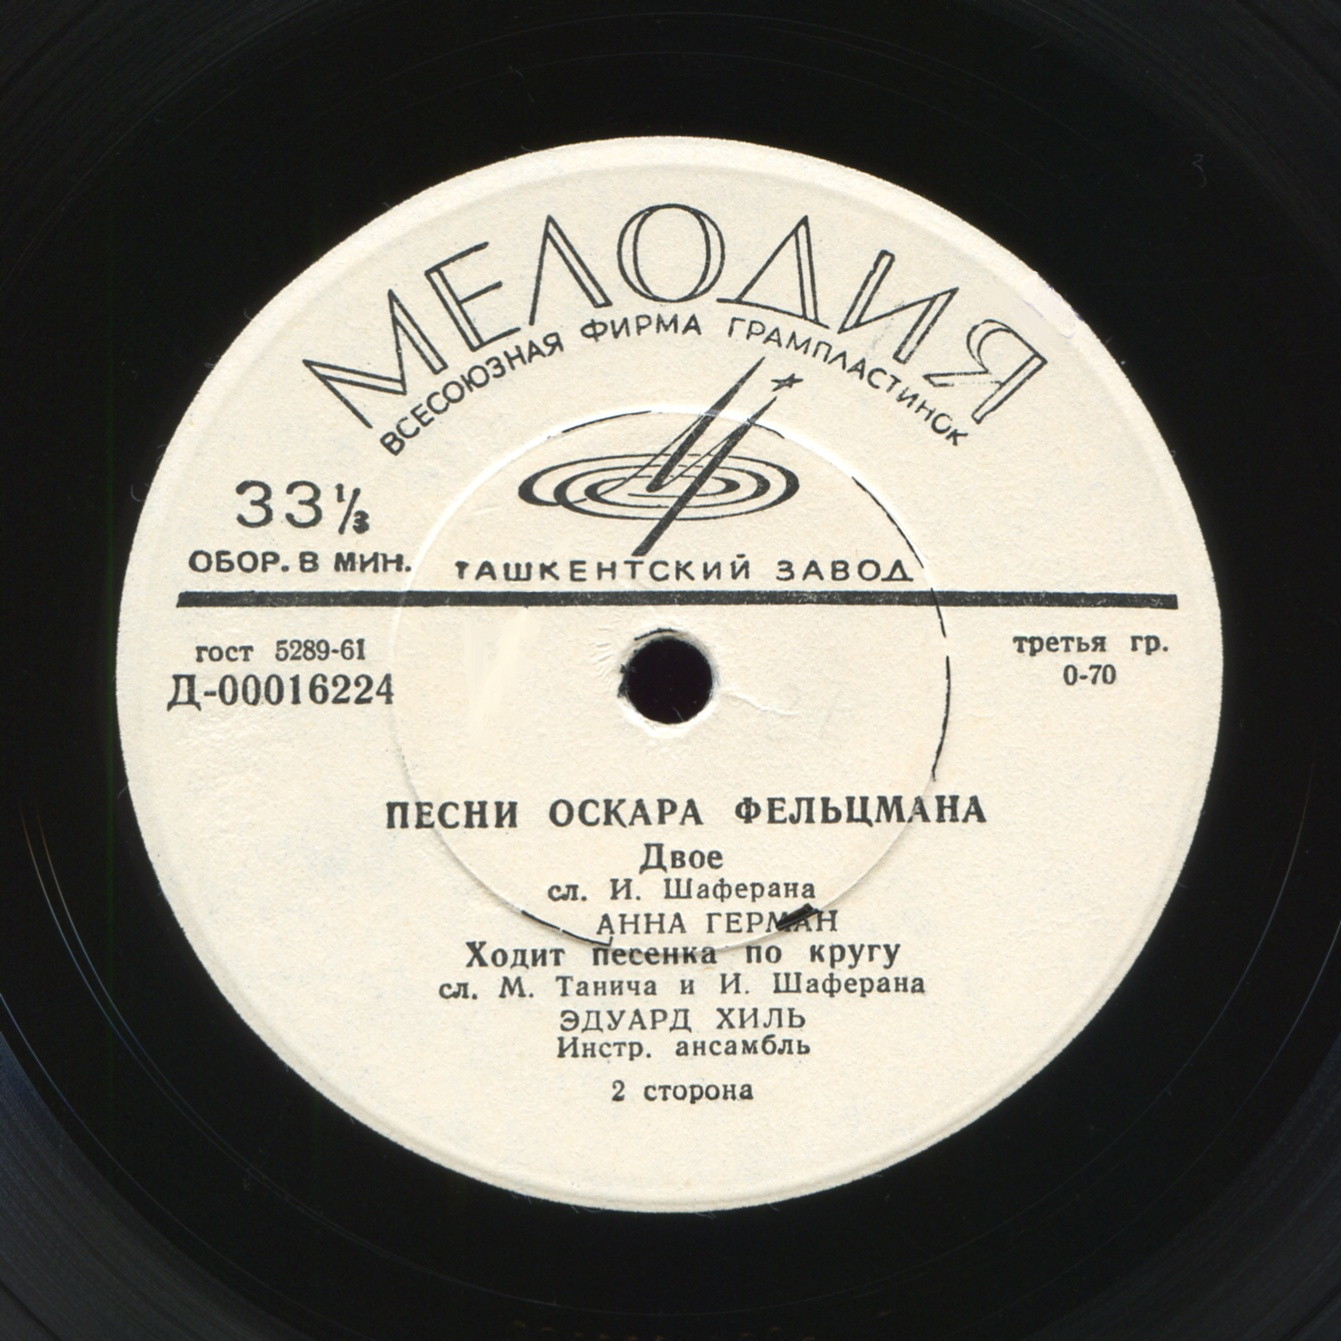 МЕЛОДИЯ
ВСЕСОЮЗНАЯ ФИРМА ГРАМПЛАСТИНОК
33⅓
ОБОР. В МИН.
ТАШКЕНТСКИЙ ЗАВОД
гост 5289-61
Д-00016224
третья гр.
0-70
ПЕСНИ ОСКАРА ФЕЛЬЦМАНА
Двое
сл. И. Шаферана
АННА ГЕРМАН
Ходит песенка по кругу
сл. М. Танича и И. Шаферана
ЭДУАРД ХИЛЬ
Инстр. ансамбль
2 сторона